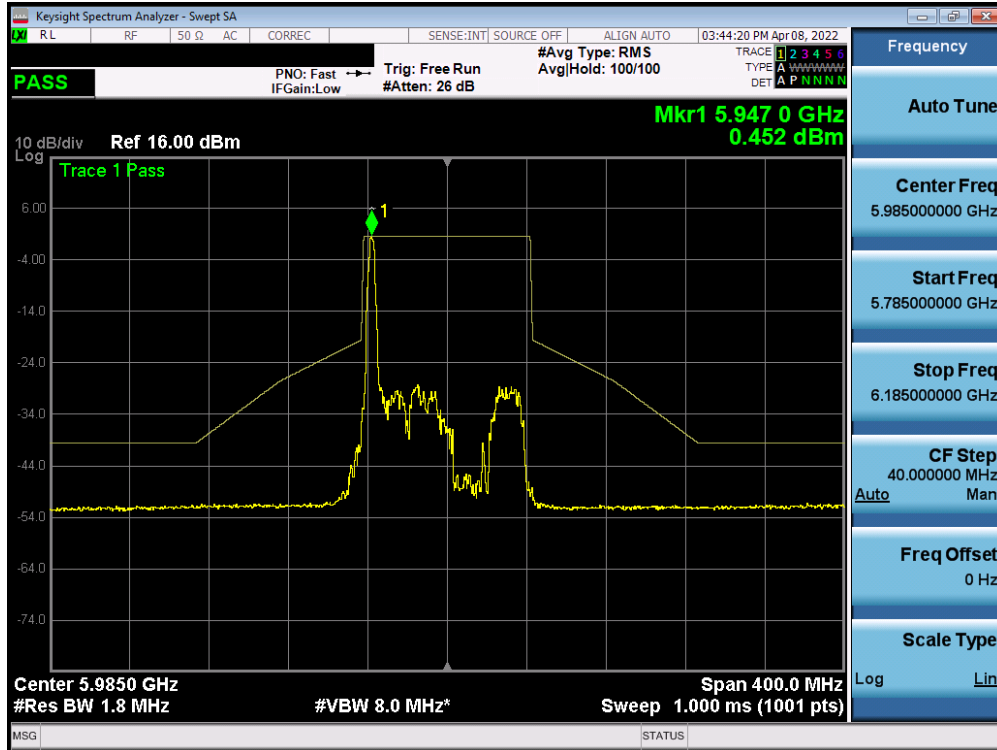 Keysight Spectrum Analyzer - Swept SA
LXI RL RF 50 Ω AC CORREC SENSE:INT SOURCE OFF ALIGN AUTO 03:44:20 PM Apr 08, 2022
PASS
PNO: Fast
IFGain:Low
Trig: Free Run
#Atten: 26 dB
#Avg Type: RMS
Avg|Hold: 100/100
TRACE 1 2 3 4 5 6
TYPE A WWWWW
DET A P N N N N
Mkr1 5.947 0 GHz
0.452 dBm
10 dB/div Ref 16.00 dBm
Log
Trace 1 Pass
1
6.00
-4.00
-14.0
-24.0
-34.0
-44.0
-54.0
-64.0
-74.0
Center 5.9850 GHz Span 400.0 MHz
#Res BW 1.8 MHz #VBW 8.0 MHz* Sweep 1.000 ms (1001 pts)
MSG STATUS
Frequency
Auto Tune
Center Freq
5.985000000 GHz
Start Freq
5.785000000 GHz
Stop Freq
6.185000000 GHz
CF Step
40.000000 MHz
Auto Man
Freq Offset
0 Hz
Scale Type
Log Lin